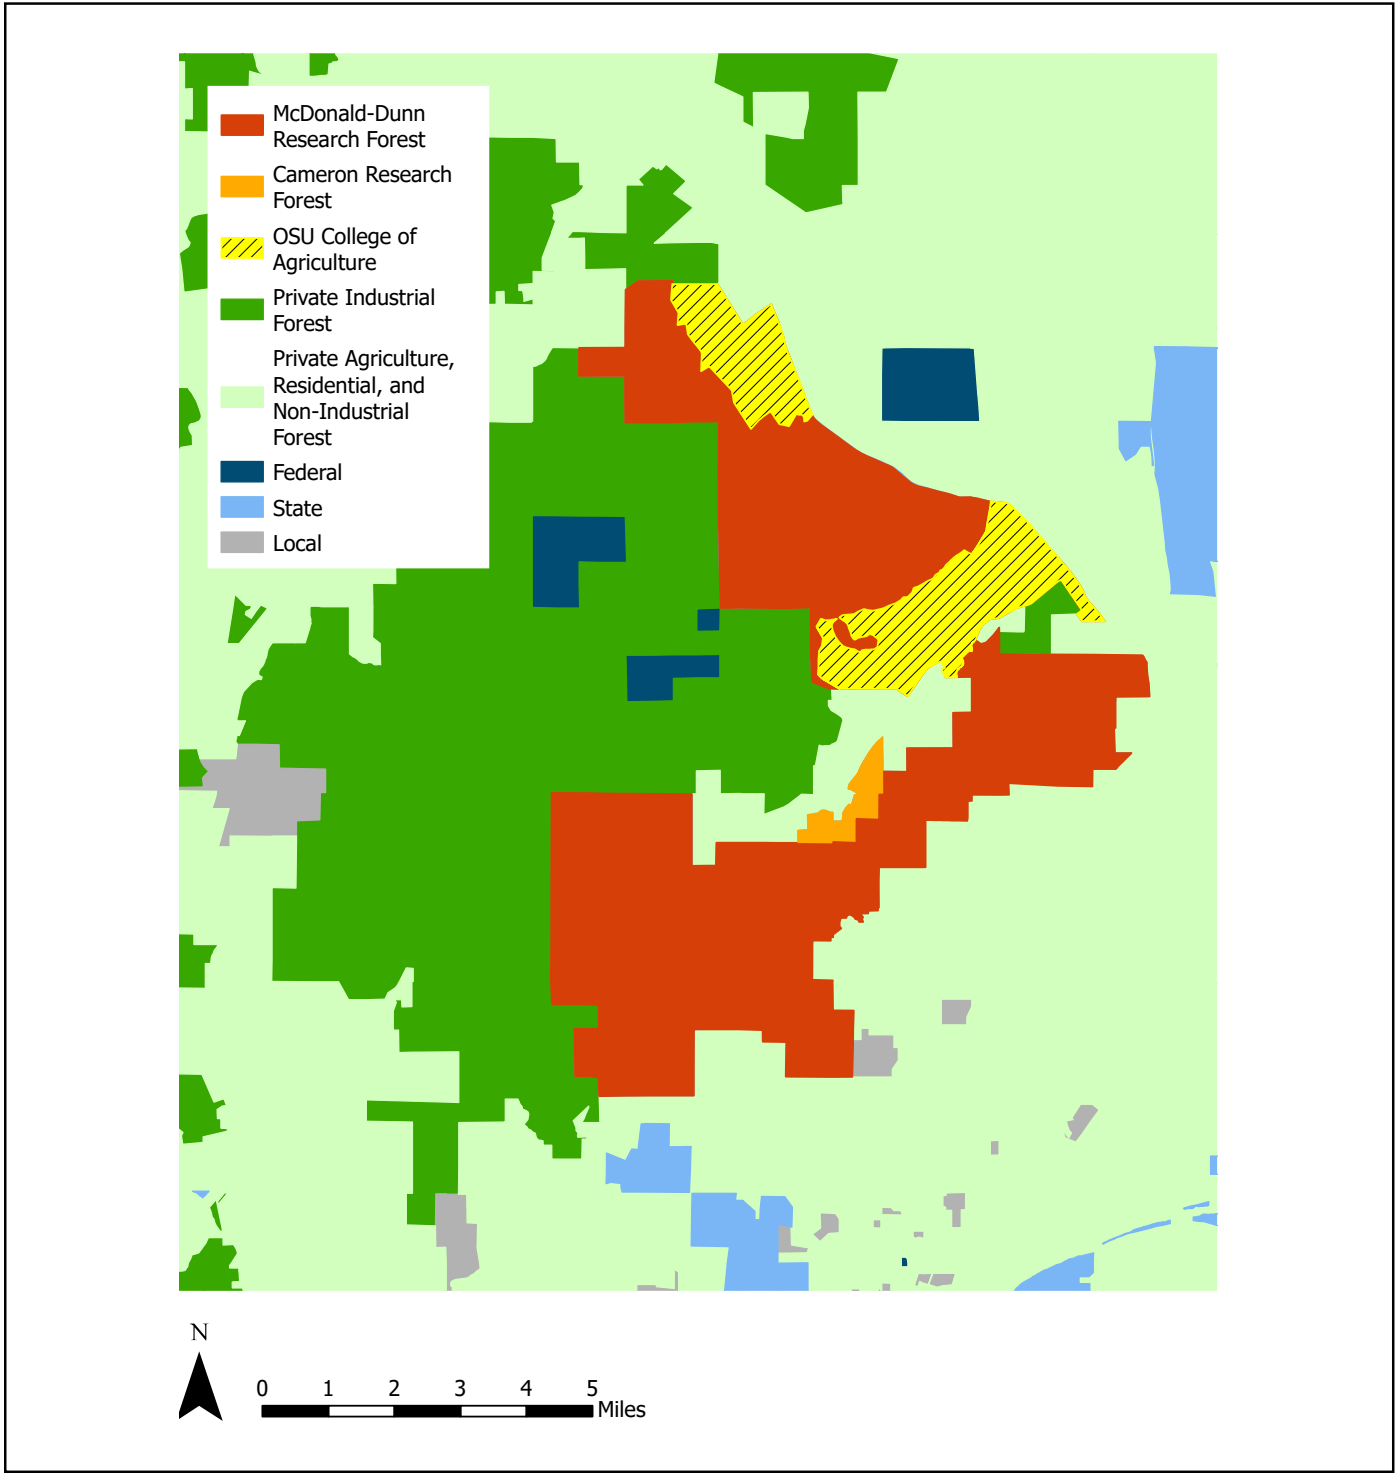 McDonald-Dunn
Research Forest
Cameron Research
Forest
OSU College of
Agriculture
Private Industrial
Forest
Private Agriculture,
Residential, and
Non-Industrial
Forest
Federal
State
Local
N
0 1 2 3 4 5
Miles